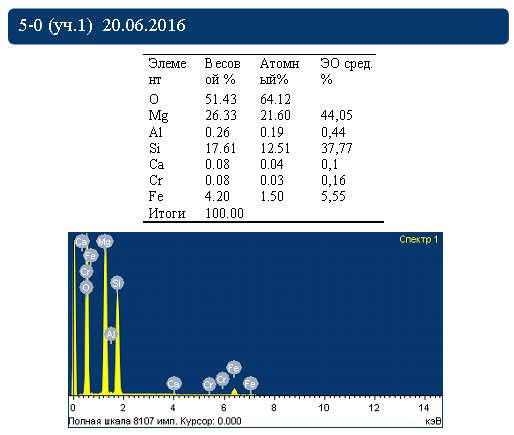 5-0 (уч.1) 20.06.2016
Элеме Весов Атомн ЭО сред.
нт ой % ый% %
O 51.43 64.12
Mg 26.33 21.60 44,05
Al 0.26 0.19 0,44
Si 17.61 12.51 37,77
Ca 0.08 0.04 0,1
Cr 0.08 0.03 0,16
Fe 4.20 1.50 5,55
Итоги 100.00
Спектр 1
Ca Mg
Fe
Cr
O Si
Al
Fe
Ca Cr Cr Fe
0 2 4 6 8 10 12 14
Полная шкала 8107 имп. Курсор: 0.000 кэВ